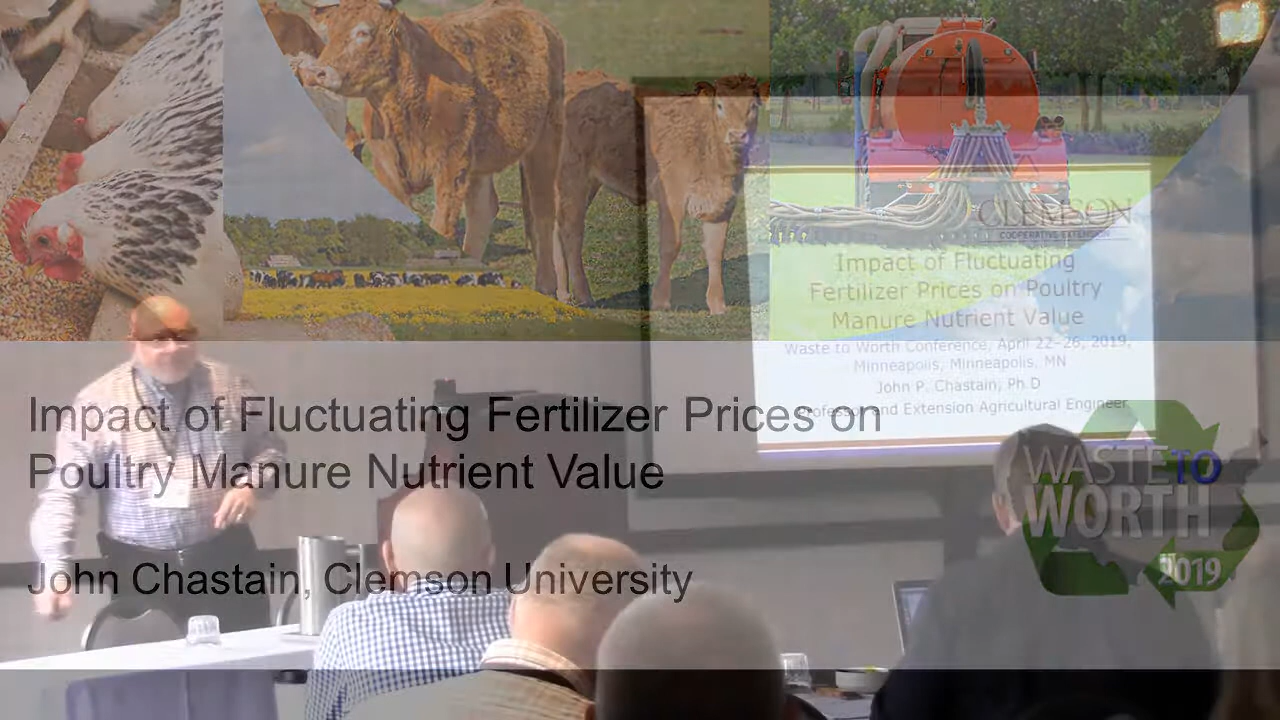 CLEMSON
COOPERATIVE EXTENSION
Impact of Fluctuating
Fertilizer Prices on Poultry
Manure Nutrient Value
Waste to Worth Conference, April 22-26, 2019,
Minneapolis, Minneapolis, MN
John P. Chastain, Ph.D
Professor and Extension Agricultural Engineer
Impact of Fluctuating Fertilizer Prices on
Poultry Manure Nutrient Value
John Chastain, Clemson University
WASTE TO
WORTH
2019